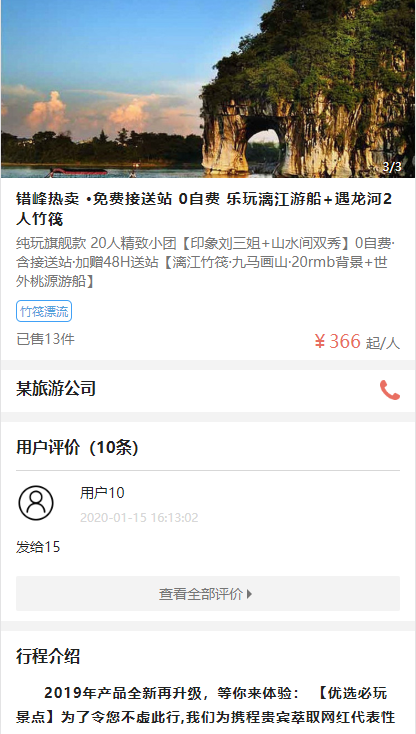 3/3
错峰热卖 •免费接送站 0自费 乐玩漓江游船+遇龙河2
人竹筏
纯玩旗舰款 20人精致小团【印象刘三姐+山水间双秀】0自费·
含接送站·加赠48H送站【漓江竹筏·九马画山·20rmb背景+世
外桃源游船】
竹筏漂流
已售13件
¥ 366 起/人
某旅游公司
用户评价（10条）
用户10
2020-01-15 16:13:02
发给15
查看全部评价
行程介绍
2019年产品全新再升级，等你来体验： 【优选必玩
景点】为了令您不虚此行,我们为携程贵宾萃取网红代表性